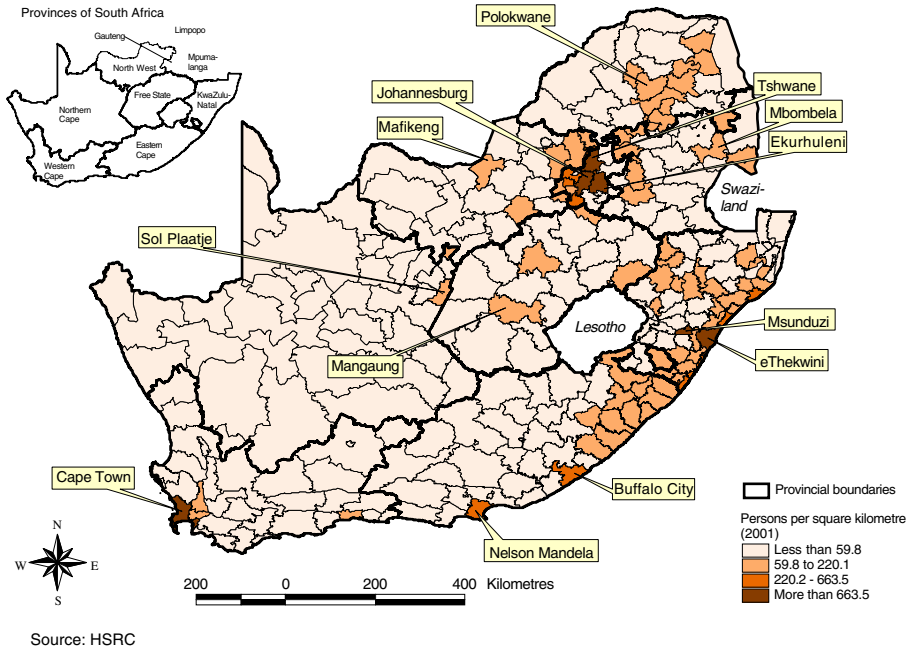 Provinces of South Africa
Limpopo
Gauteng
Mpuma-
langa
North West
Free State
KwaZulu-
Natal
Northern
Cape
Eastern
Cape
Western
Cape
Polokwane
Johannesburg
Tshwane
Mafikeng
Mbombela
Ekurhuleni
Swazi-
land
Sol Plaatje
Lesotho
Msunduzi
Mangaung
eThekwini
Cape Town
Buffalo City
Nelson Mandela
Provincial boundaries
Persons per square kilometre
(2001)
Less than 59.8
59.8 to 220.1
220.2 - 663.5
More than 663.5
N
W E
S
200 0 200 400 Kilometres
Source: HSRC